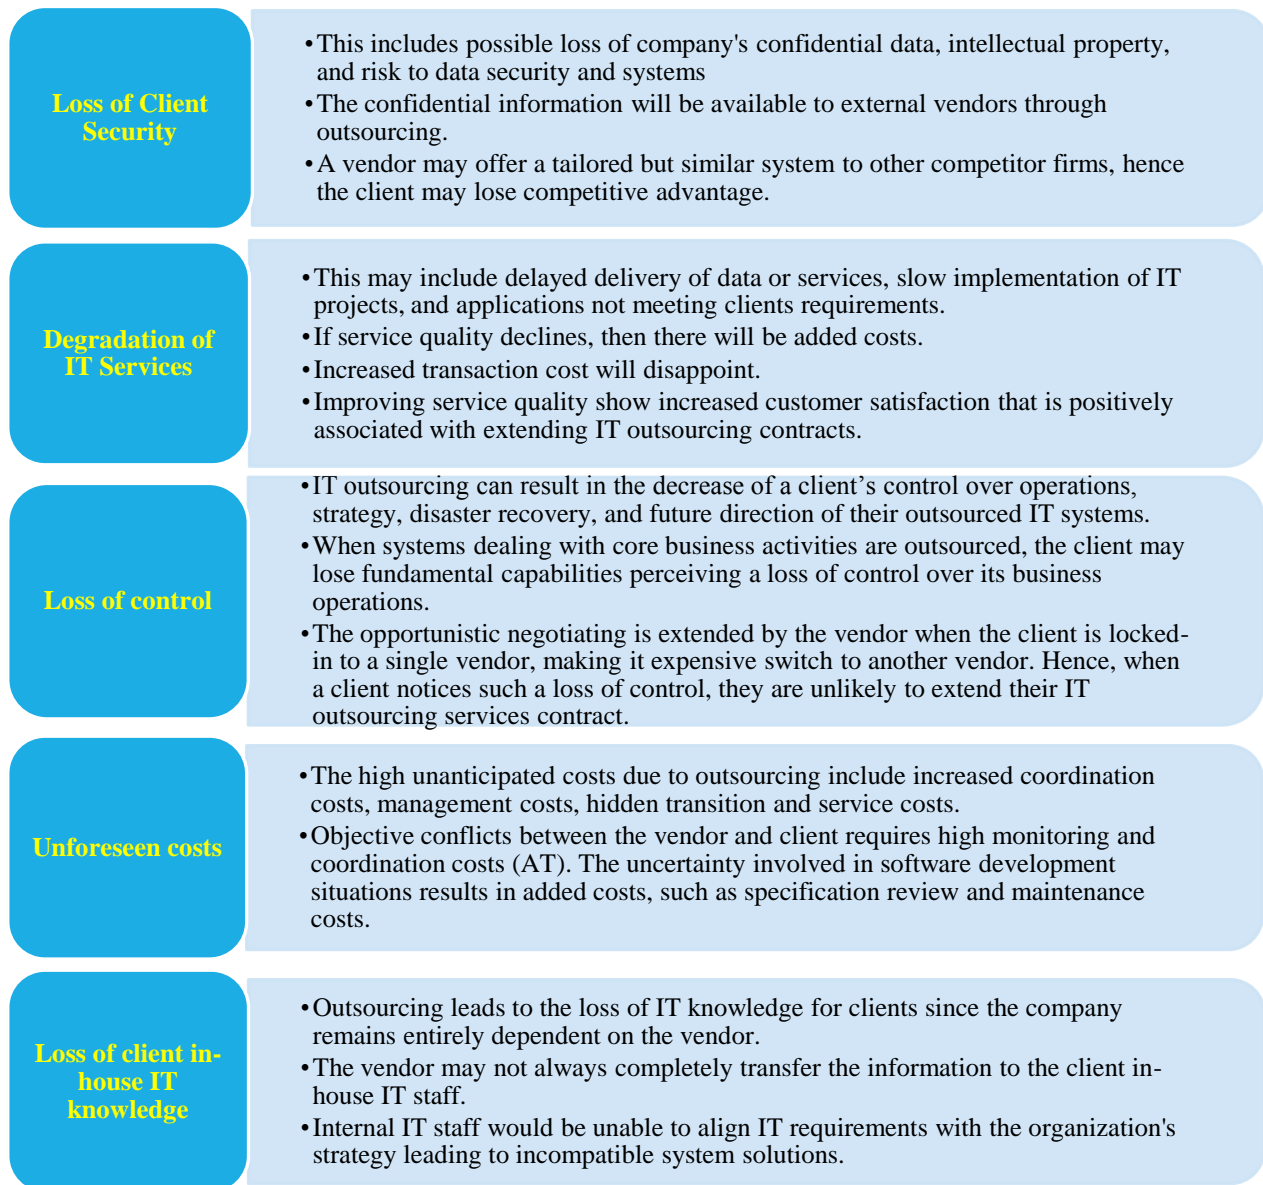 Loss of Client
Security
•This includes possible loss of company's confidential data, intellectual property,
and risk to data security and systems
•The confidential information will be available to external vendors through
outsourcing.
•A vendor may offer a tailored but similar system to other competitor firms, hence
the client may lose competitive advantage.
Degradation of
IT Services
•This may include delayed delivery of data or services, slow implementation of IT
projects, and applications not meeting clients requirements.
•If service quality declines, then there will be added costs.
•Increased transaction cost will disappoint.
•Improving service quality show increased customer satisfaction that is positively
associated with extending IT outsourcing contracts.
Loss of control
•IT outsourcing can result in the decrease of a client’s control over operations,
strategy, disaster recovery, and future direction of their outsourced IT systems.
•When systems dealing with core business activities are outsourced, the client may
lose fundamental capabilities perceiving a loss of control over its business
operations.
•The opportunistic negotiating is extended by the vendor when the client is locked-
in to a single vendor, making it expensive switch to another vendor. Hence, when
a client notices such a loss of control, they are unlikely to extend their IT
outsourcing services contract.
Unforeseen costs
•The high unanticipated costs due to outsourcing include increased coordination
costs, management costs, hidden transition and service costs.
•Objective conflicts between the vendor and client requires high monitoring and
coordination costs (AT). The uncertainty involved in software development
situations results in added costs, such as specification review and maintenance
costs.
Loss of client in-
house IT
knowledge
•Outsourcing leads to the loss of IT knowledge for clients since the company
remains entirely dependent on the vendor.
•The vendor may not always completely transfer the information to the client in-
house IT staff.
•Internal IT staff would be unable to align IT requirements with the organization's
strategy leading to incompatible system solutions.